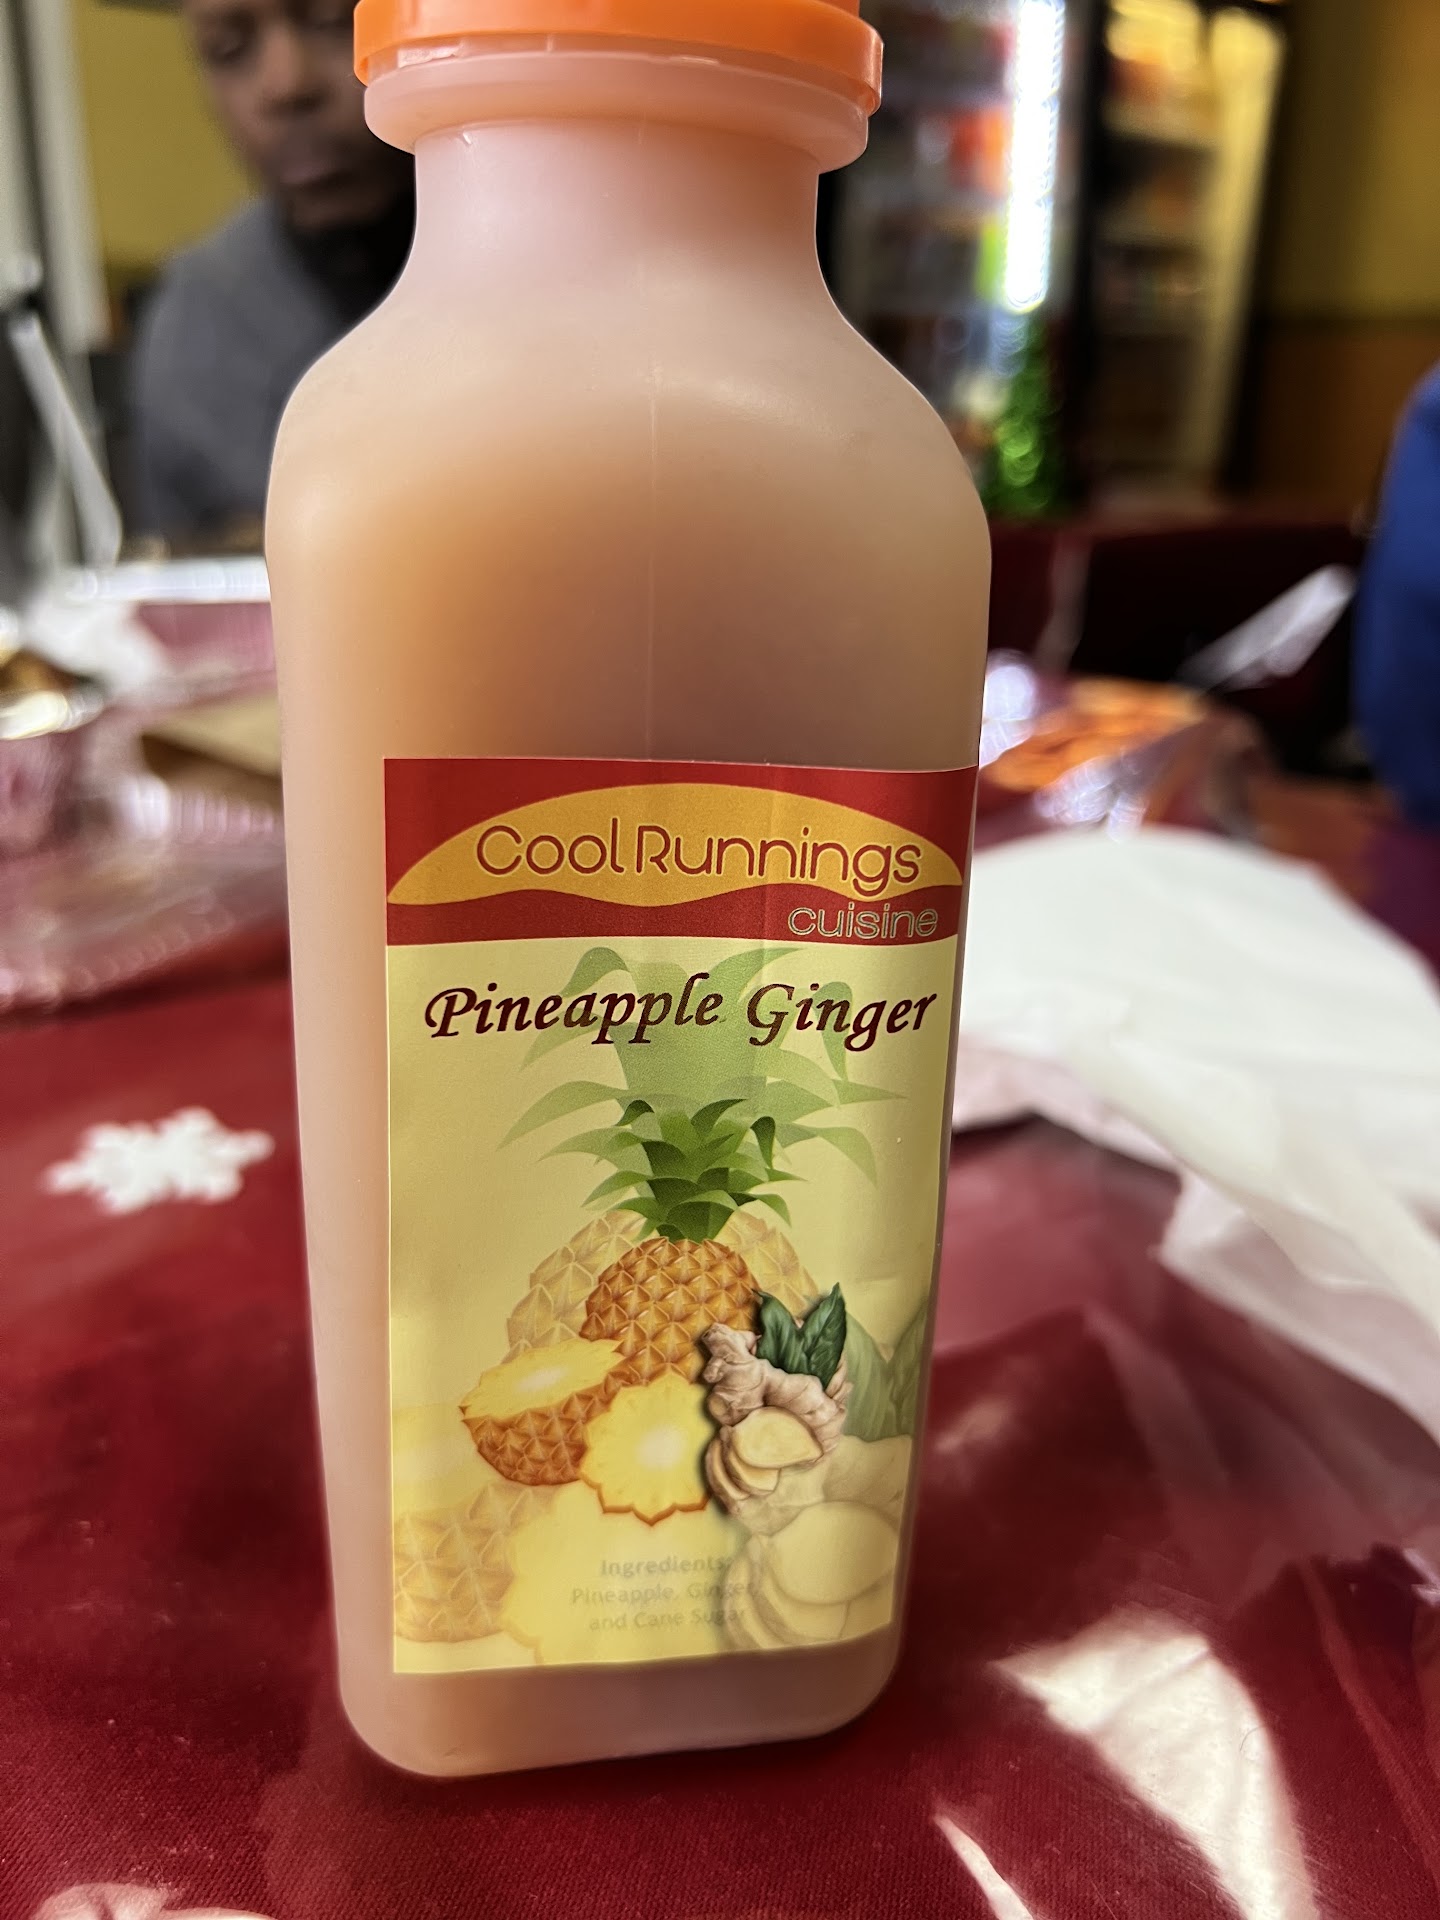 Cool Runnings
cuisine
Pineapple Ginger
Ingredients:
Pineapple, Ginger,
and Cane Sugar